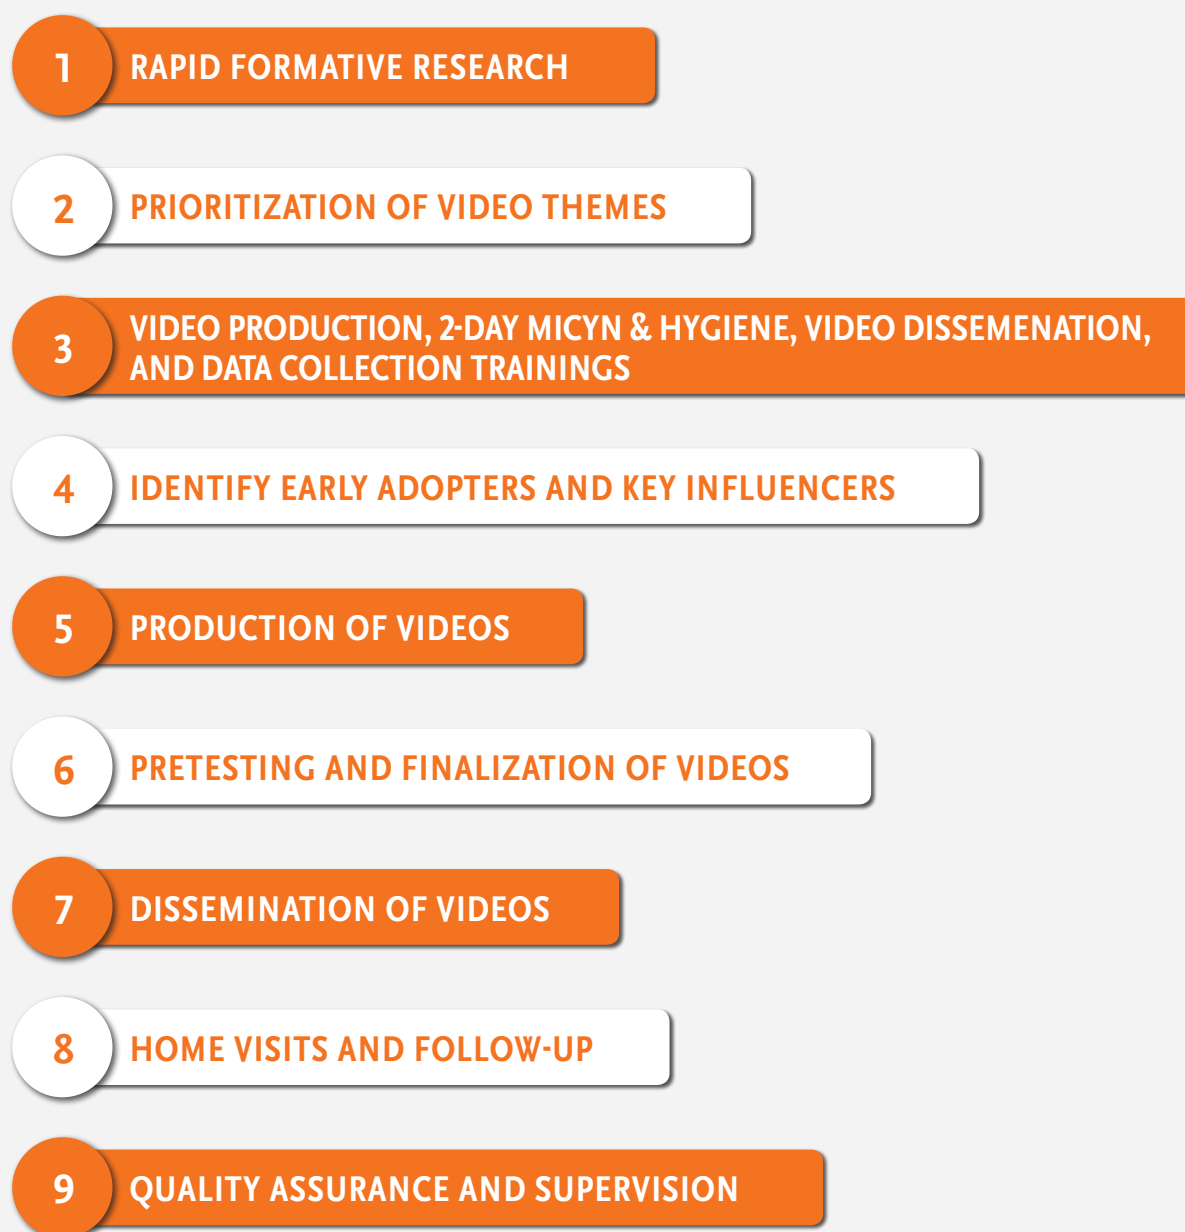 1 RAPID FORMATIVE RESEARCH
2 PRIORITIZATION OF VIDEO THEMES
3 VIDEO PRODUCTION, 2-DAY MICYN & HYGIENE, VIDEO DISSEMENATION,
AND DATA COLLECTION TRAININGS
4 IDENTIFY EARLY ADOPTERS AND KEY INFLUENCERS
5 PRODUCTION OF VIDEOS
6 PRETESTING AND FINALIZATION OF VIDEOS
7 DISSEMINATION OF VIDEOS
8 HOME VISITS AND FOLLOW-UP
9 QUALITY ASSURANCE AND SUPERVISION